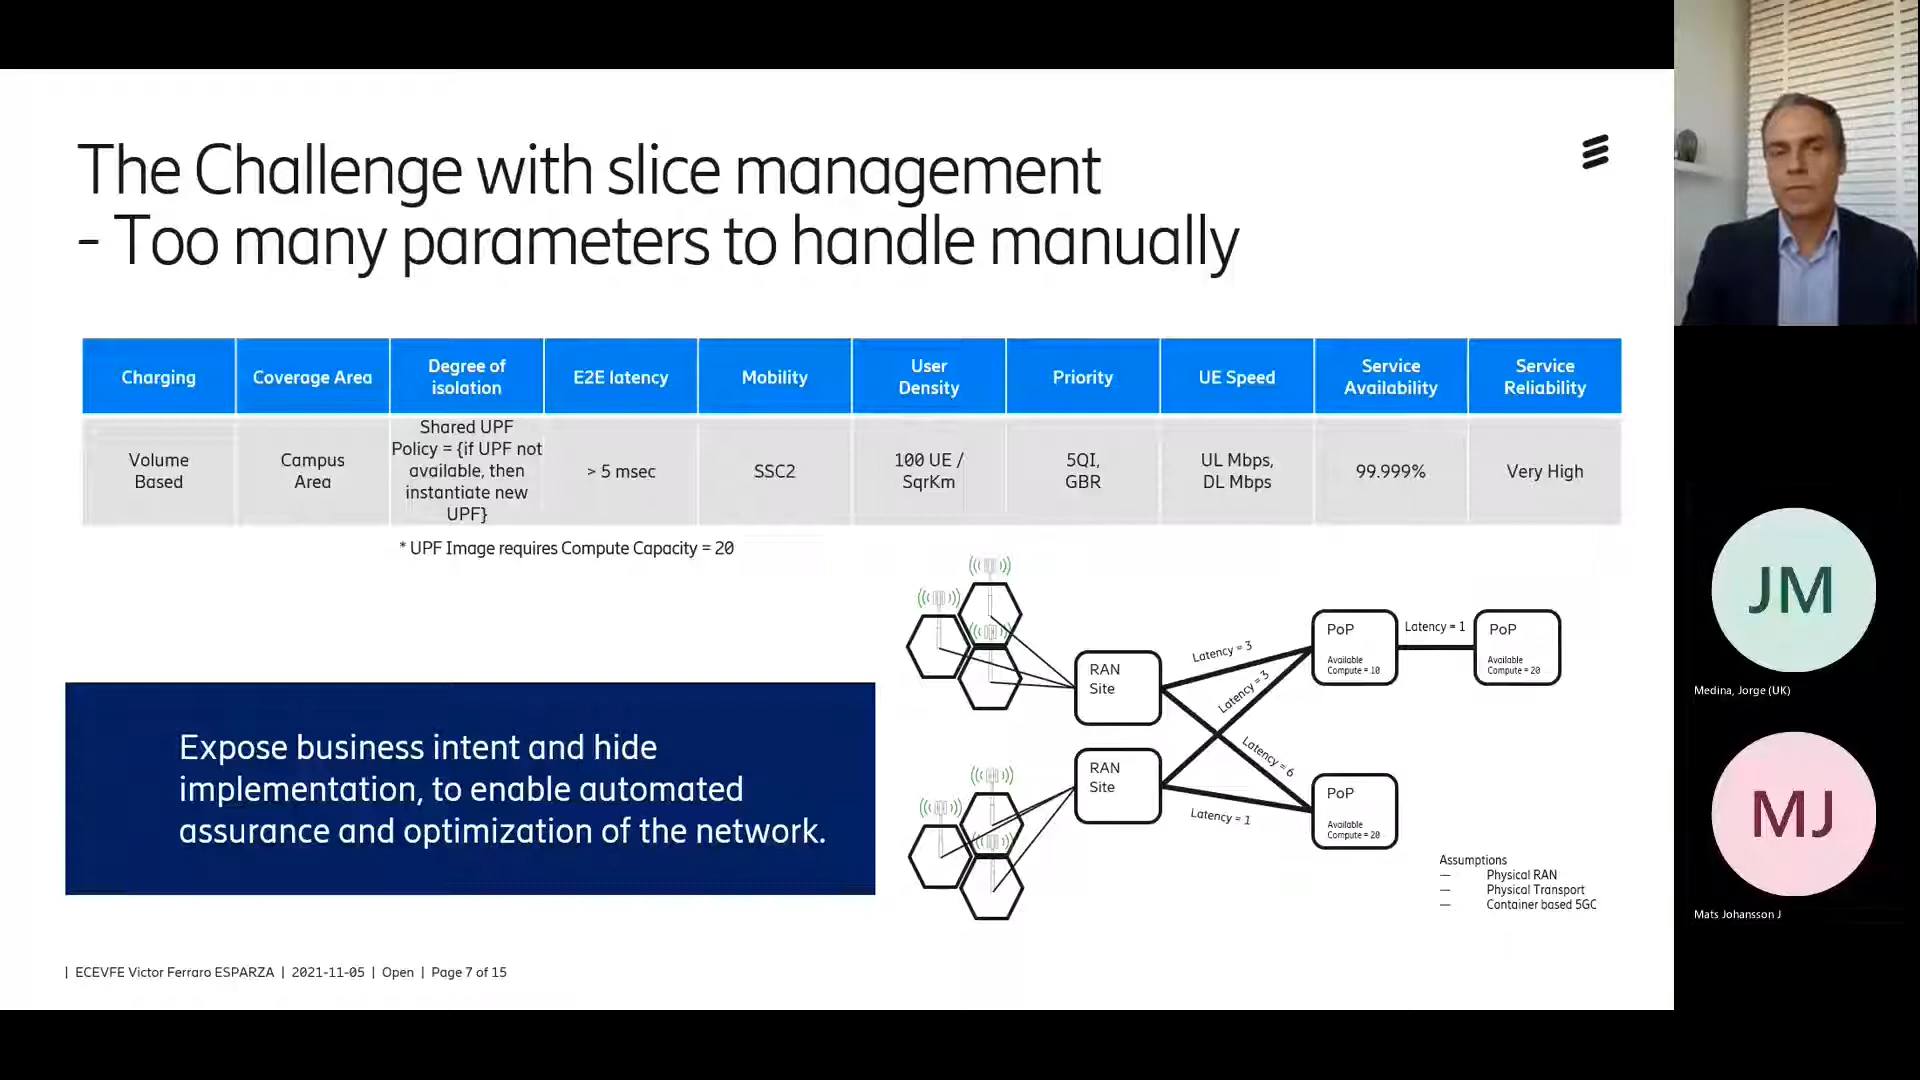 The Challenge with slice management
- Too many parameters to handle manually
Charging
Coverage Area
Degree of
isolation
E2E latency
Mobility
User
Density
Priority
UE Speed
Service
Availability
Service
Reliability
Volume
Based
Campus
Area
Shared UPF
Policy = {if UPF not
available, then
instantiate new
UPF}
> 5 msec
SSC2
100 UE /
SqrKm
5QI,
GBR
UL Mbps,
DL Mbps
99.999%
Very High
* UPF Image requires Compute Capacity = 20
Expose business intent and hide
implementation, to enable automated
assurance and optimization of the network.
RAN
Site
RAN
Site
Latency = 3
Latency = 3
Latency = 6
Latency = 1
PoP
Available
Compute = 10
Latency = 1
PoP
Available
Compute = 20
PoP
Available
Compute = 20
Assumptions
— Physical RAN
— Physical Transport
— Container based 5GC
| ECEVFE Victor Ferraro ESPARZA | 2021-11-05 | Open | Page 7 of 15
JM
Medina, Jorge (UK)
MJ
Mats Johansson J